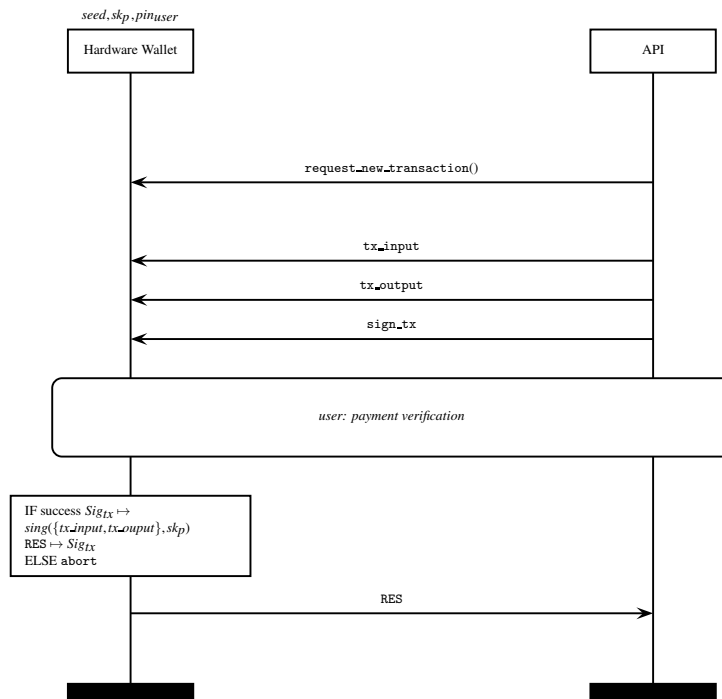 seed, skp, pinuser
Hardware Wallet
API
request_new_transaction()
tx_input
tx_output
sign_tx
user: payment verification
IF success Sigtx ↦
sing({tx_input, tx_ouput}, skp)
RES ↦ Sigtx
ELSE abort
RES